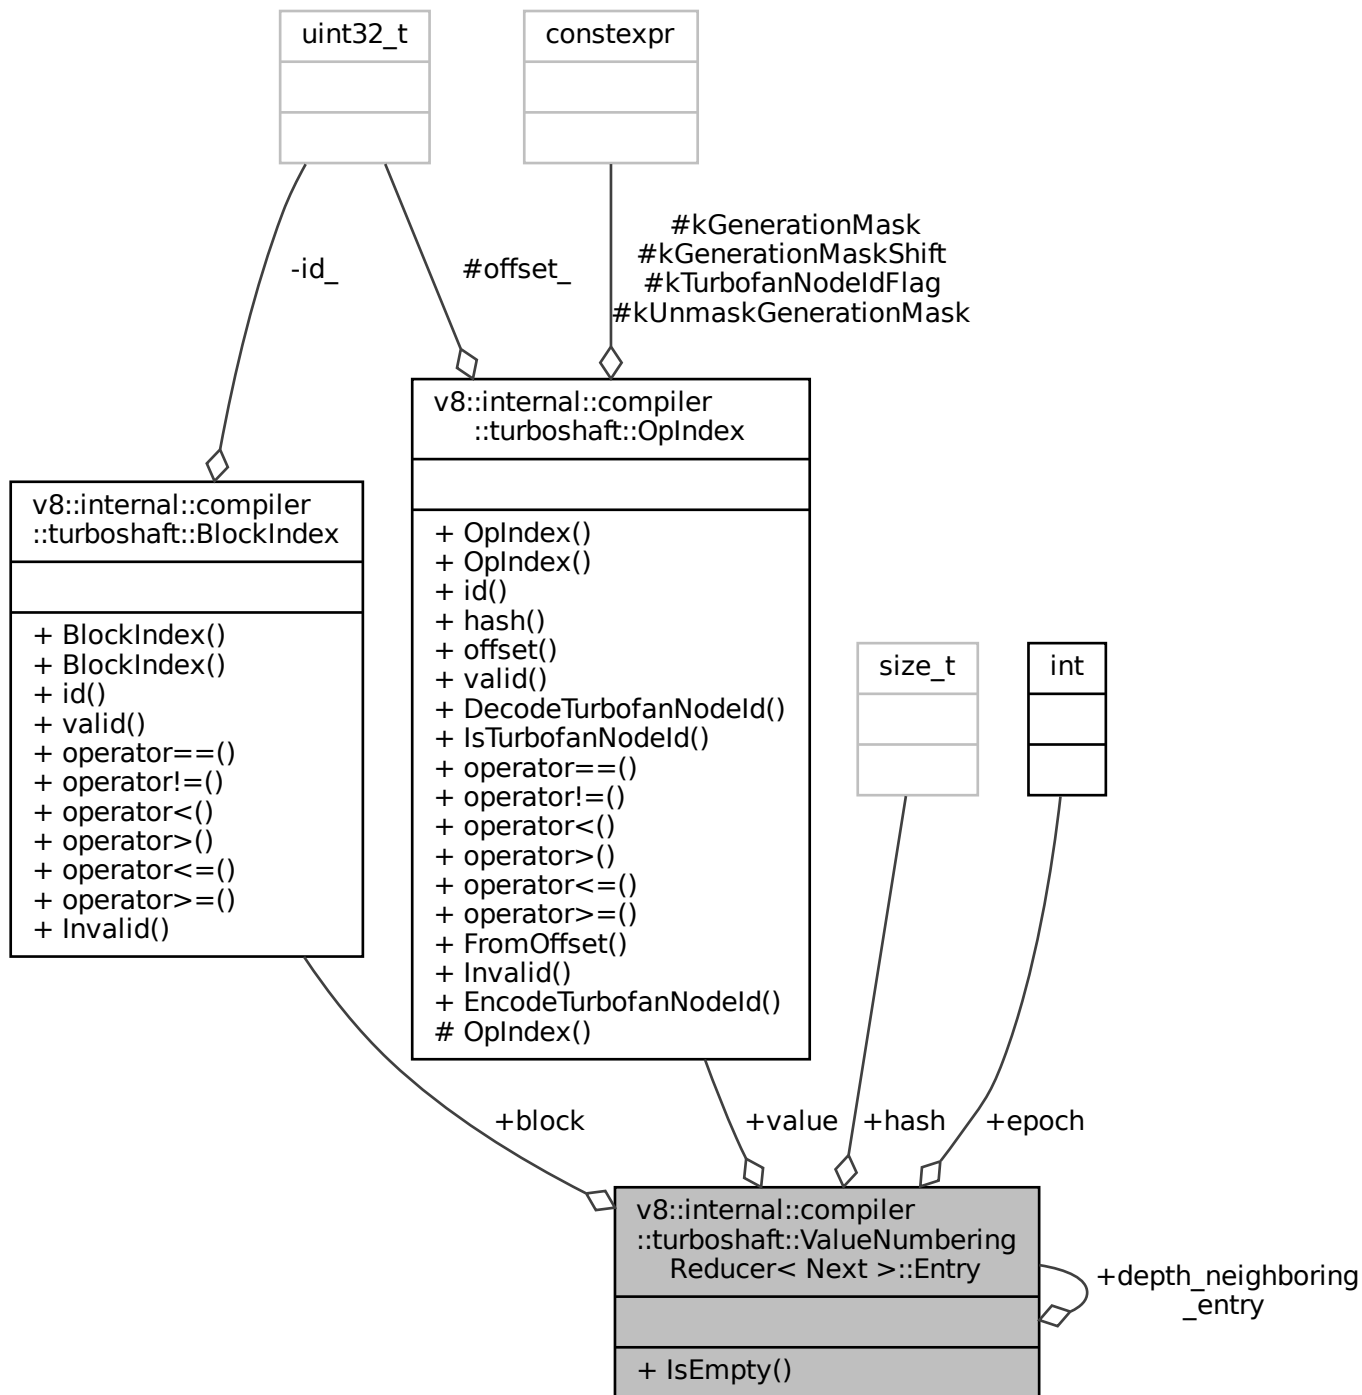 uint32_t
constexpr
-id_
#offset_
#kGenerationMask
#kGenerationMaskShift
#kTurbofanNodeIdFlag
#kUnmaskGenerationMask
v8::internal::compiler
::turboshaft::OpIndex
+ OpIndex()
+ OpIndex()
+ id()
+ hash()
+ offset()
+ valid()
+ DecodeTurbofanNodeId()
+ IsTurbofanNodeId()
+ operator==()
+ operator!=()
+ operator<()
+ operator>()
+ operator<=()
+ operator>=()
+ FromOffset()
+ Invalid()
+ EncodeTurbofanNodeId()
# OpIndex()
v8::internal::compiler
::turboshaft::BlockIndex
+ BlockIndex()
+ BlockIndex()
+ id()
+ valid()
+ operator==()
+ operator!=()
+ operator<()
+ operator>()
+ operator<=()
+ operator>=()
+ Invalid()
size_t
int
+block
+value
+hash
+epoch
v8::internal::compiler
::turboshaft::ValueNumbering
Reducer< Next >::Entry
+ IsEmpty()
+depth_neighboring
_entry